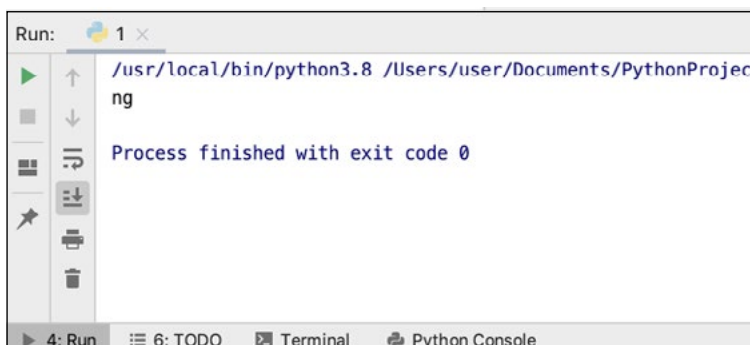 Run: 1
/usr/local/bin/python3.8 /Users/user/Documents/PythonProjec
ng
Process finished with exit code 0
4: Run 6: TODO Terminal Python Console